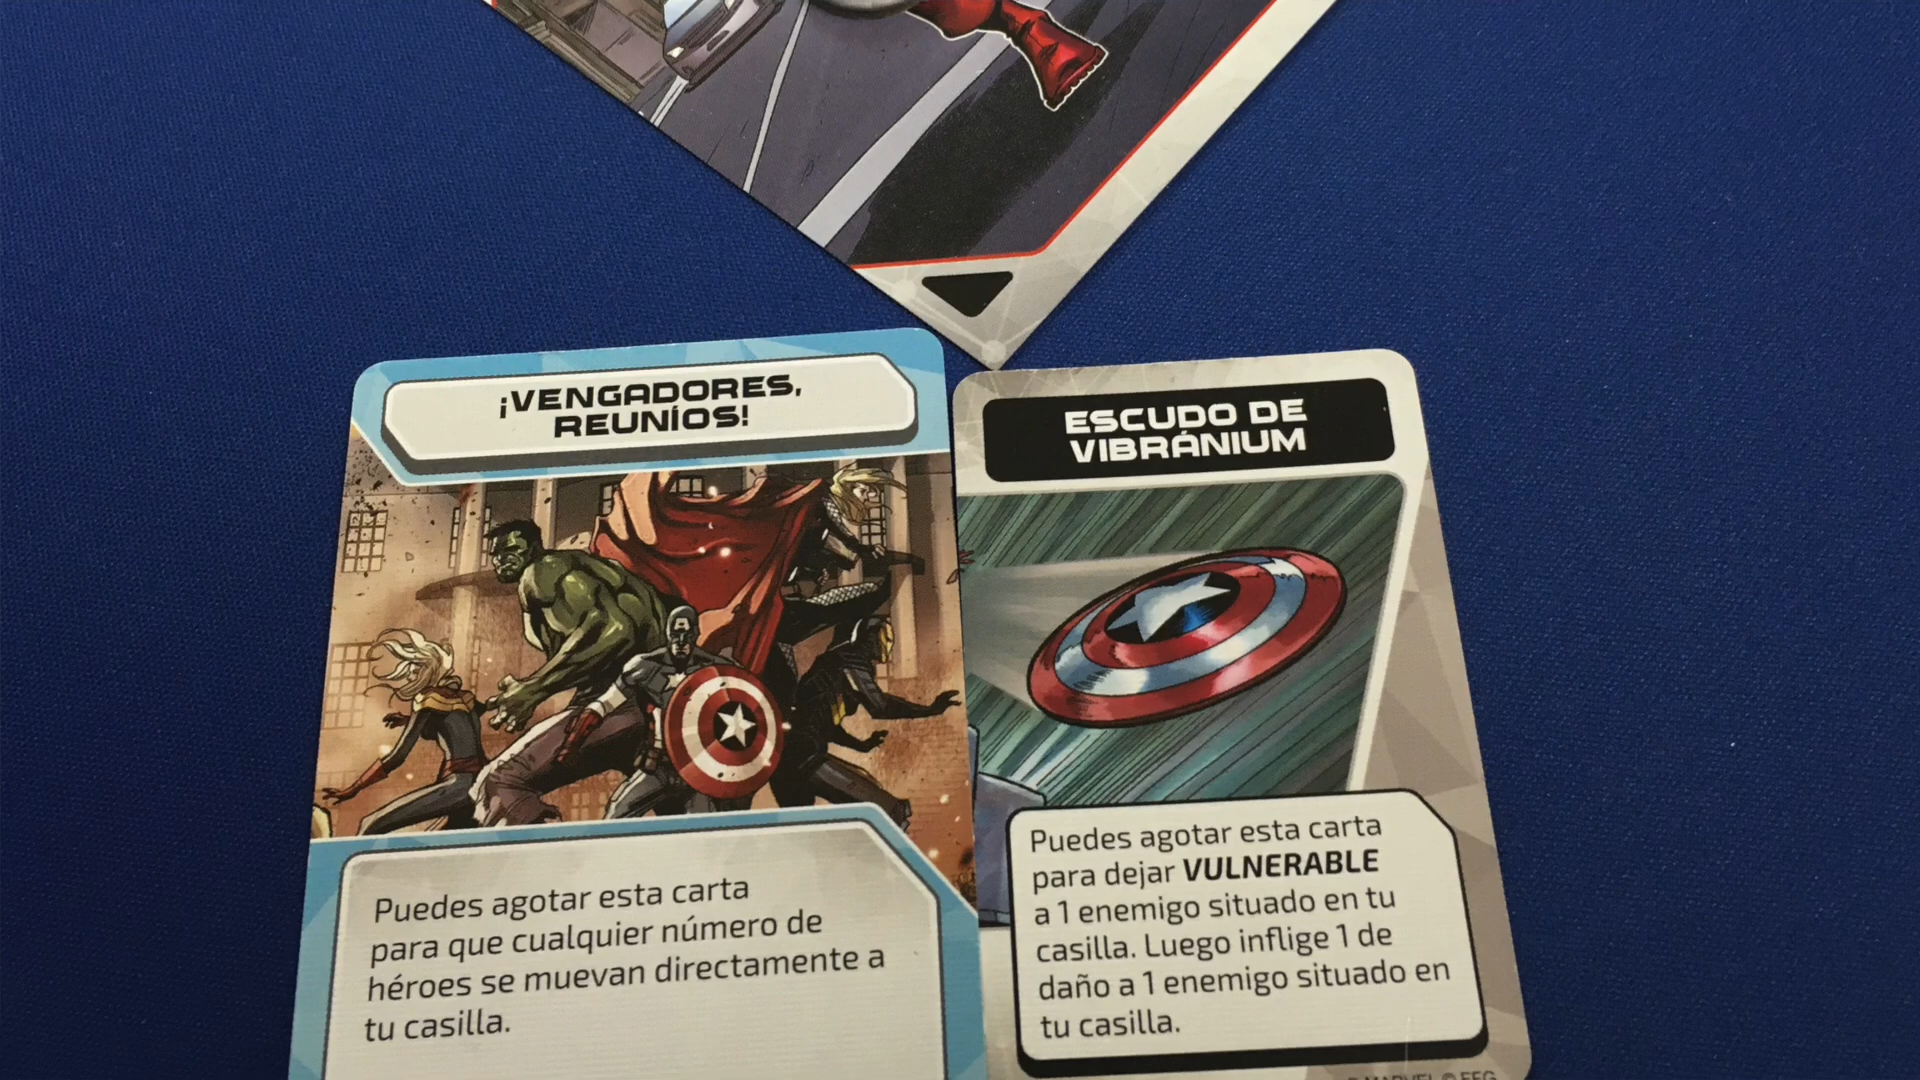 ¡VENGADORES,
REUNÍOS!
Puedes agotar esta carta
para que cualquier número de
héroes se muevan directamente a
tu casilla.
ESCUDO DE
VIBRÁNIUM
Puedes agotar esta carta
para dejar VULNERABLE
a 1 enemigo situado en tu
casilla. Luego inflige 1 de
daño a 1 enemigo situado en
tu casilla.
MARVEL © FFG